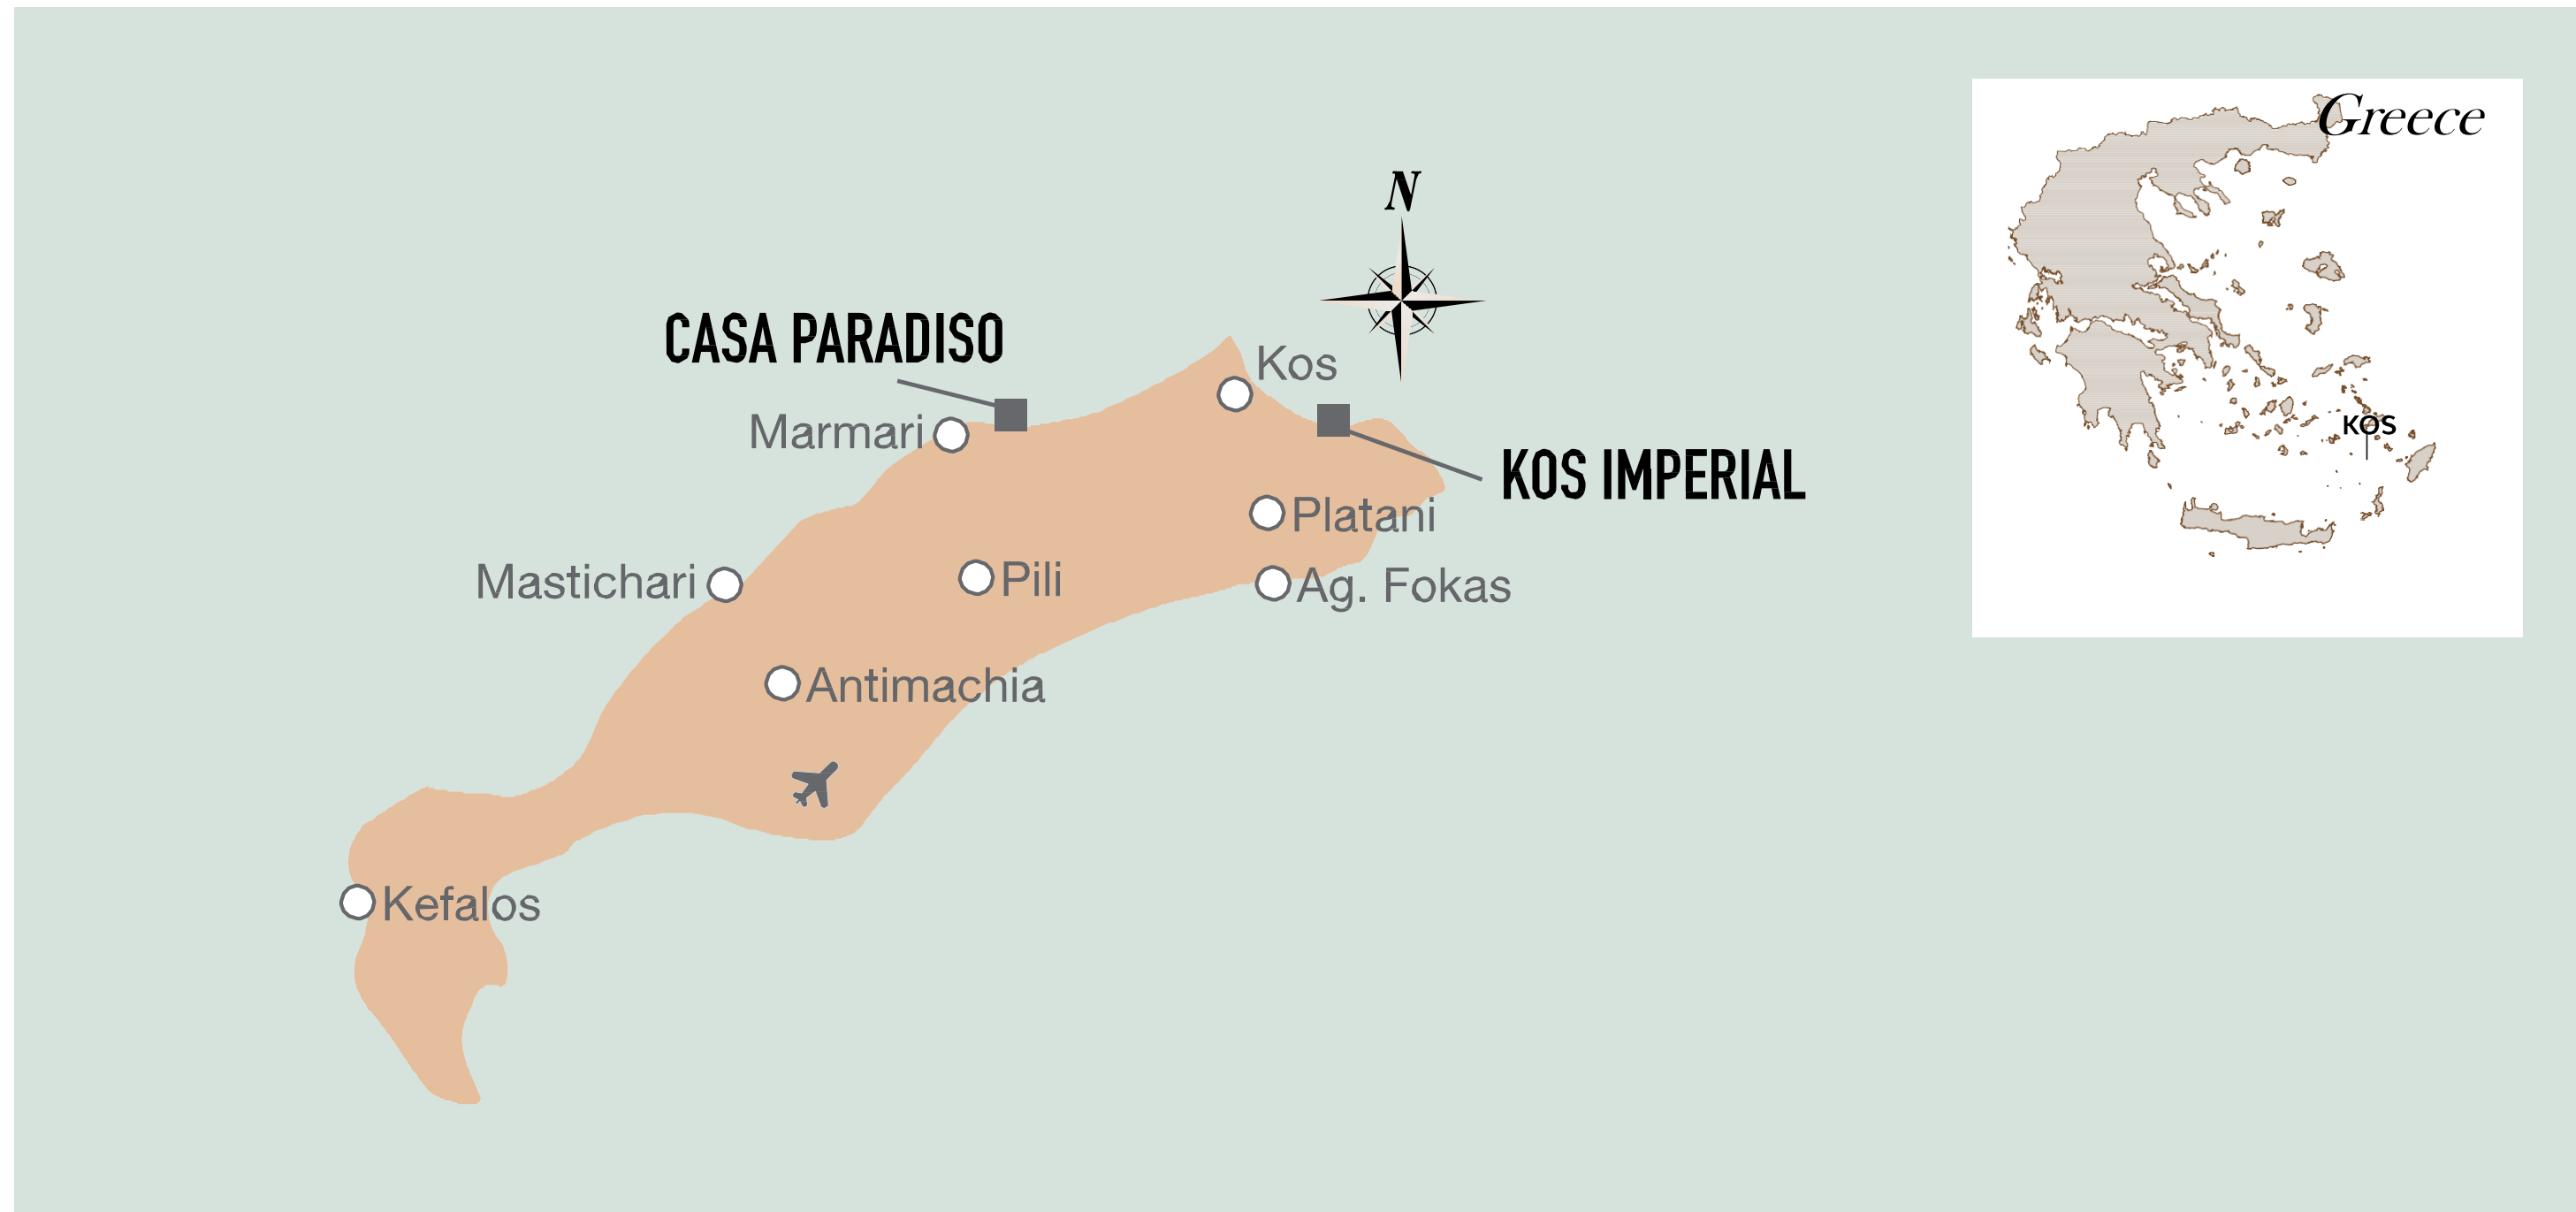 Greece
N
CASA PARADISO
Kos
Marmari
KOS
KOS IMPERIAL
Platani
Mastichari
Pili
Ag. Fokas
Antimachia
Kefalos